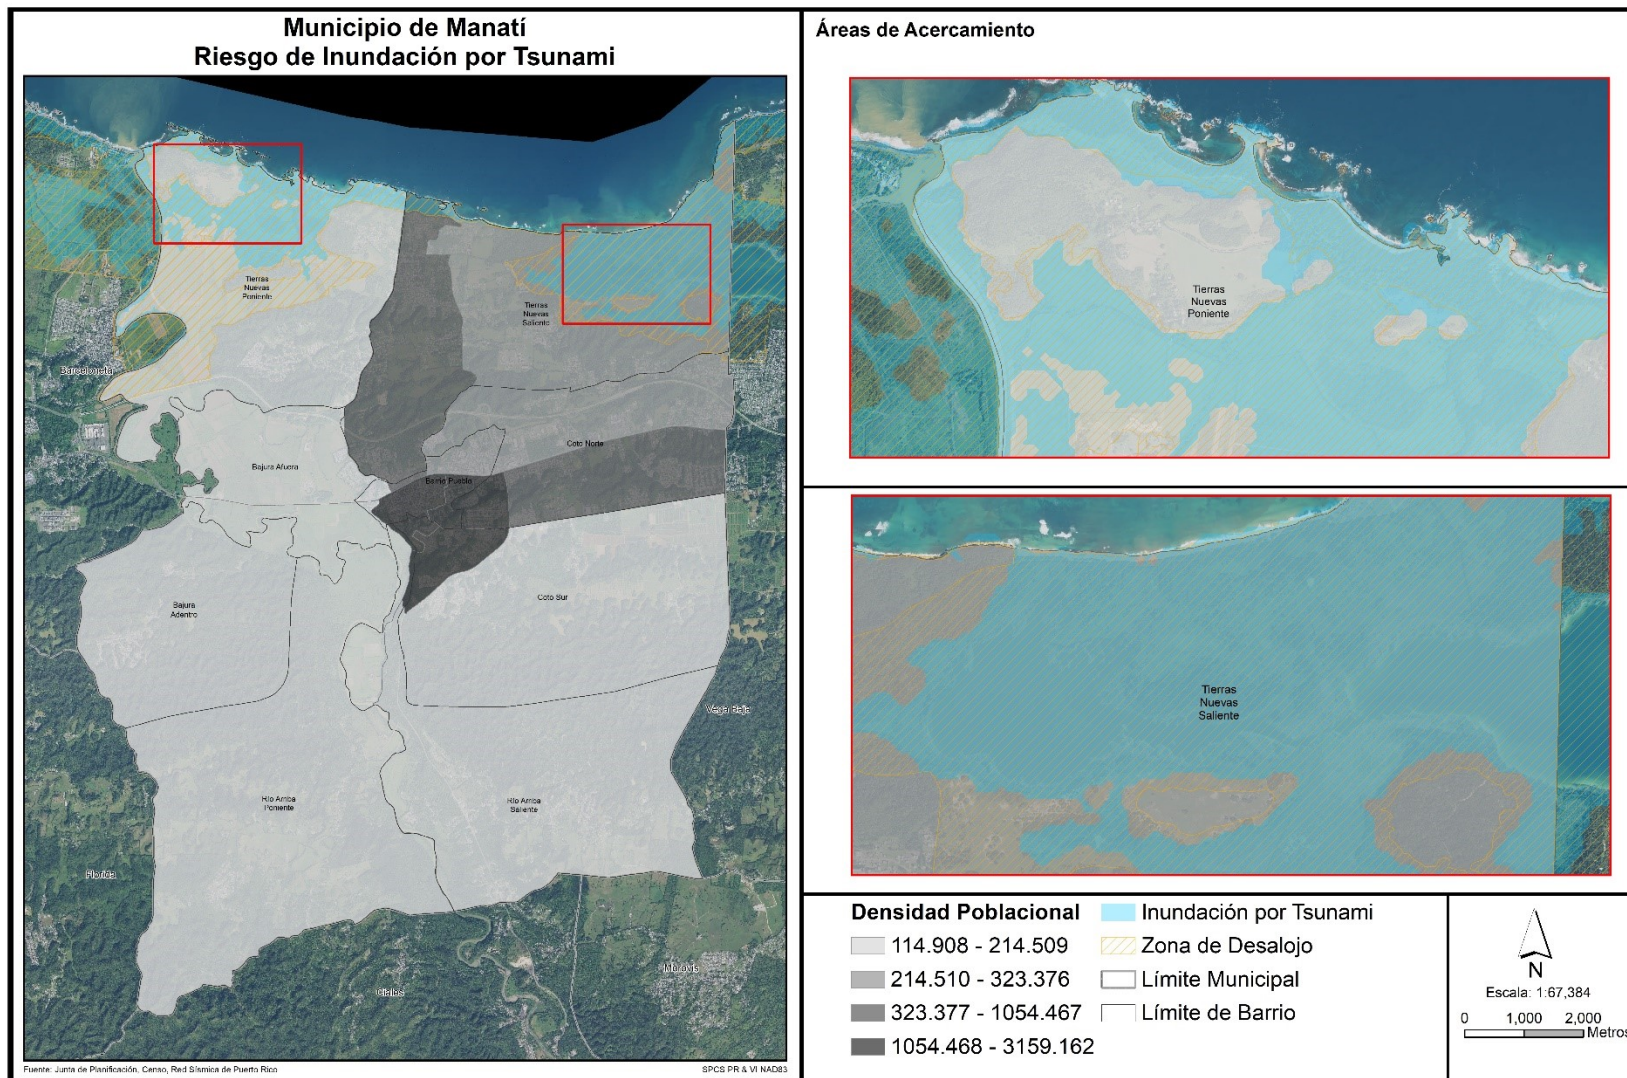 Municipio de Manatí
Riesgo de Inundación por Tsunami
Tierras
Nuevas
Poniente
Tierras
Nuevas
Saliente
Barceloneta
Bajura Afuera
Coto Norte
Barrio Pueblo
Bajura
Adentro
Coto Sur
Vega Baja
Río Arriba
Poniente
Río Arriba
Saliente
Florida
Ciales
Morovis
Fuente: Junta de Planificación, Censo, Red Sísmica de Puerto Rico
SPCS PR & VI NAD83
Áreas de Acercamiento
Tierras
Nuevas
Poniente
Tierras
Nuevas
Saliente
Densidad Poblacional
114.908 - 214.509
214.510 - 323.376
323.377 - 1054.467
1054.468 - 3159.162
Inundación por Tsunami
Zona de Desalojo
Límite Municipal
Límite de Barrio
N
Escala: 1:67,384
0 1,000 2,000
Metros